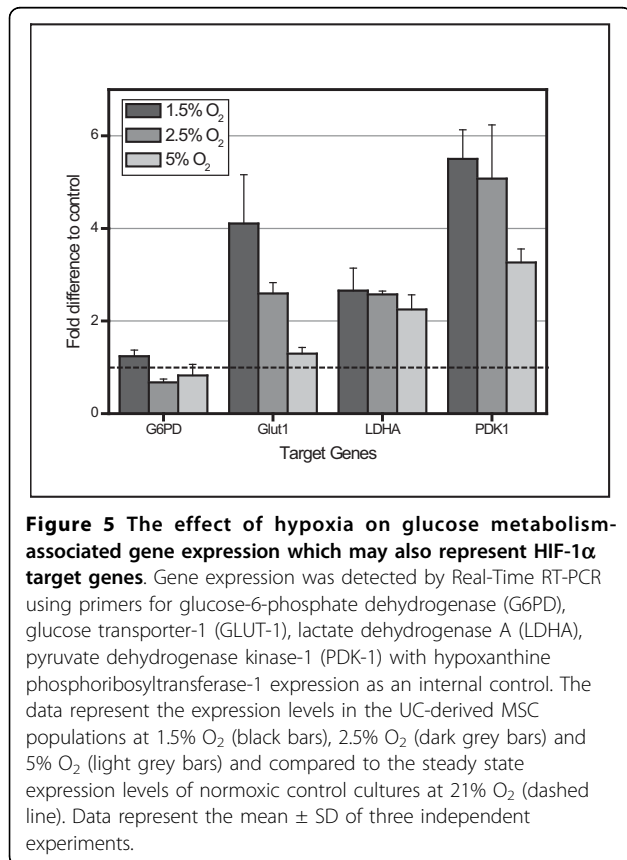 1.5% O₂
2.5% O₂
5% O₂
6
4
2
0
Fold difference to control
G6PD Glut1 LDHA PDK1
Target Genes
Figure 5 The effect of hypoxia on glucose metabolism-
associated gene expression which may also represent HIF-1α
target genes. Gene expression was detected by Real-Time RT-PCR
using primers for glucose-6-phosphate dehydrogenase (G6PD),
glucose transporter-1 (GLUT-1), lactate dehydrogenase A (LDHA),
pyruvate dehydrogenase kinase-1 (PDK-1) with hypoxanthine
phosphoribosyltransferase-1 expression as an internal control. The
data represent the expression levels in the UC-derived MSC
populations at 1.5% O₂ (black bars), 2.5% O₂ (dark grey bars) and
5% O₂ (light grey bars) and compared to the steady state
expression levels of normoxic control cultures at 21% O₂ (dashed
line). Data represent the mean ± SD of three independent
experiments.